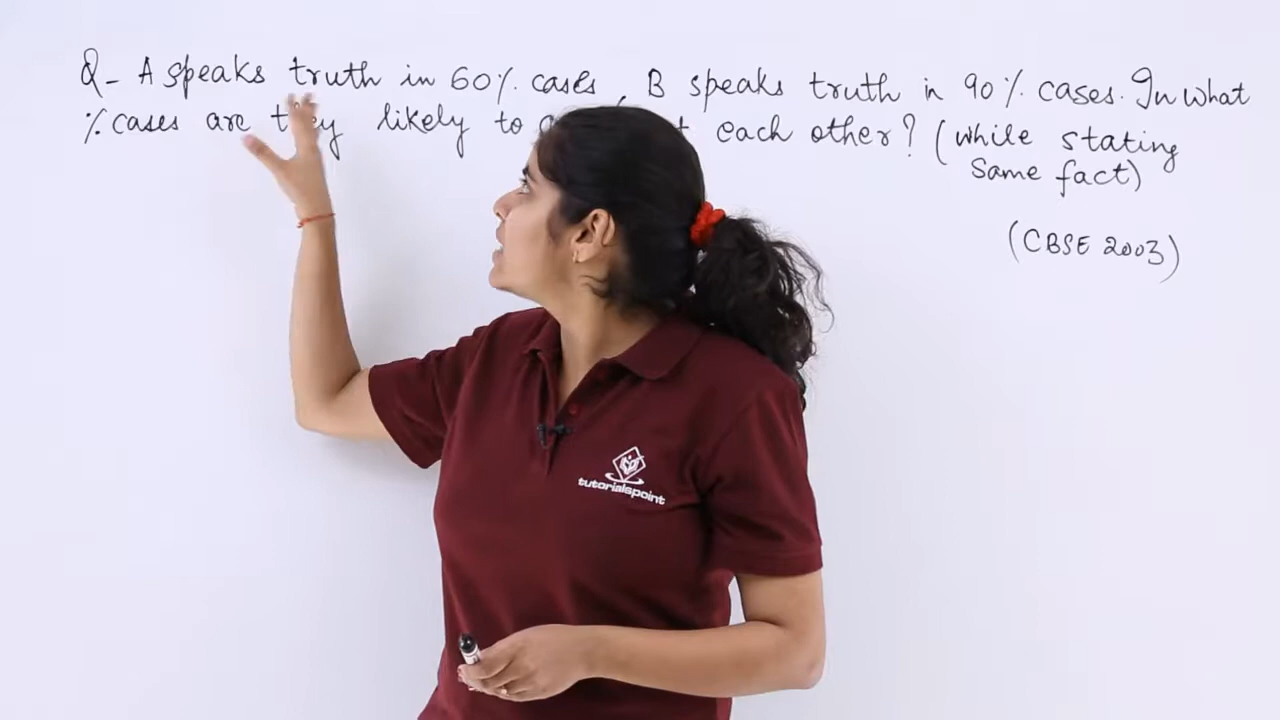 Q- A speaks truth in 60% cases, B speaks truth in 90% cases. In what
% cases are they likely to each other? (while stating
same fact)
(CBSE 2003)
tutorialspoint